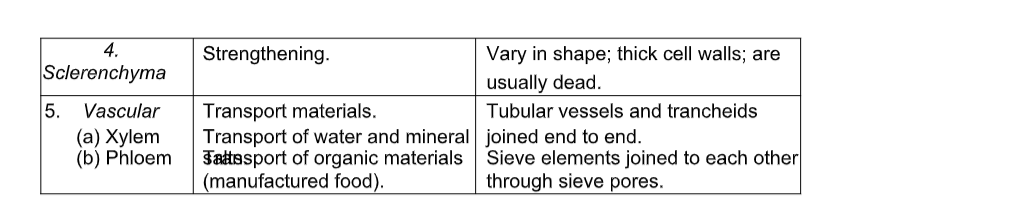 4.
Sclerenchyma
Strengthening.
Vary in shape; thick cell walls; are
usually dead.
5. Vascular
(a) Xylem
(b) Phloem
Transport materials.
Transport of water and mineral
salts.
Transport of organic materials
(manufactured food).
Tubular vessels and trancheids
joined end to end.
Sieve elements joined to each other
through sieve pores.